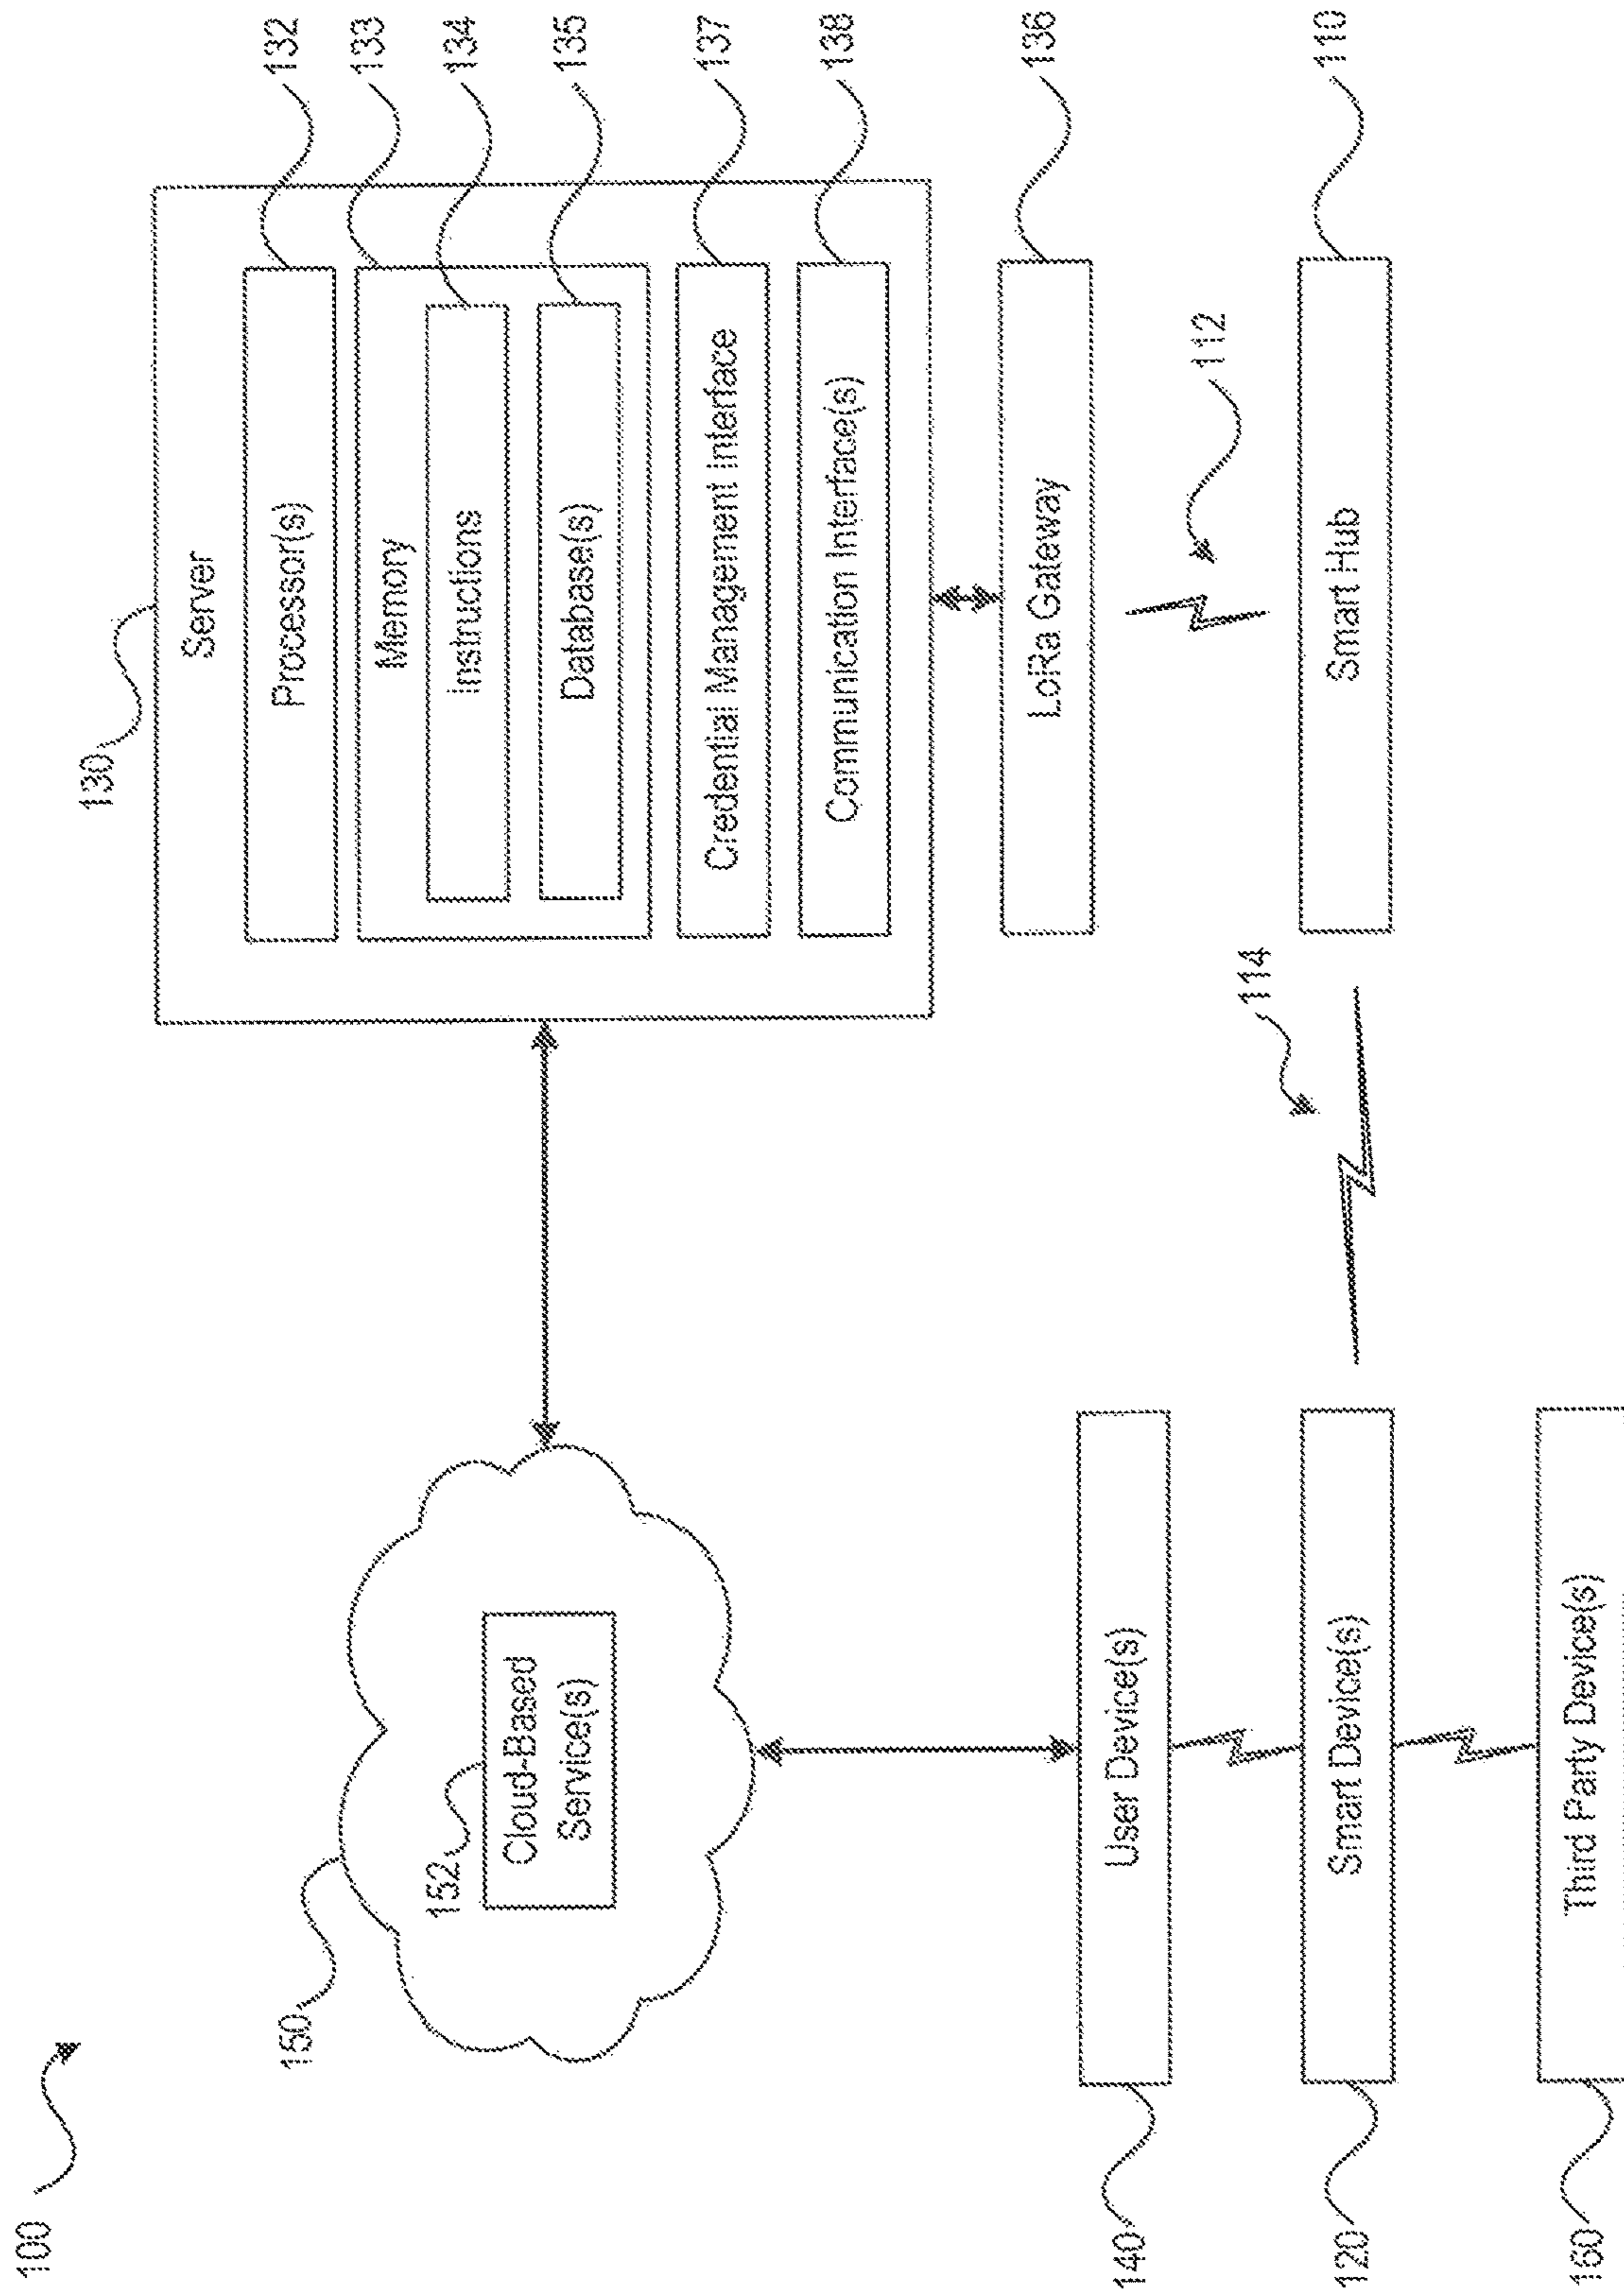 100
150
152
Cloud-Based
Service(s)
130
Server
Processor(s)
132
Memory
133
Instructions
134
Database(s)
135
Credential Management Interface
137
Communication Interface(s)
138
LoRa Gateway
136
112
Smart Hub
110
114
140
User Device(s)
120
Smart Device(s)
160
Third Party Device(s)